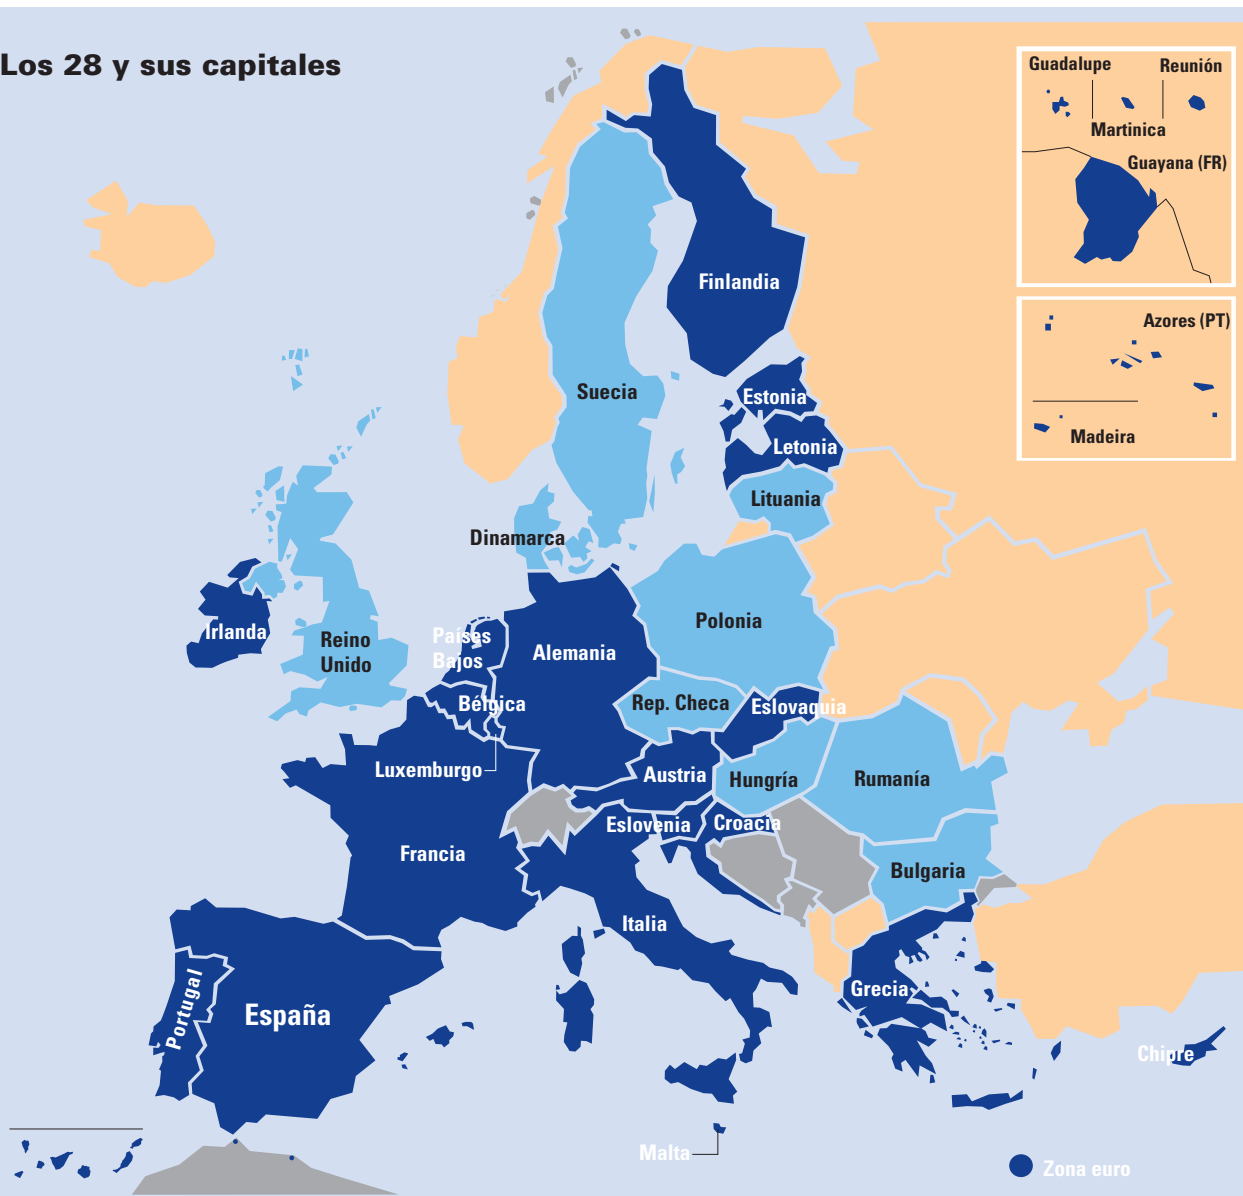 Los 28 y sus capitales
Guadalupe
Reunión
Martinica
Guayana (FR)
Azores (PT)
Madeira
Finlandia
Suecia
Estonia
Letonia
Lituania
Dinamarca
Irlanda
Reino
Unido
Países
Bajos
Alemania
Polonia
Bélgica
Rep. Checa
Eslovaquia
Luxemburgo
Austria
Hungría
Rumanía
Eslovenia
Croacia
Francia
Bulgaria
Italia
Portugal
España
Grecia
Chipre
Malta
Zona euro